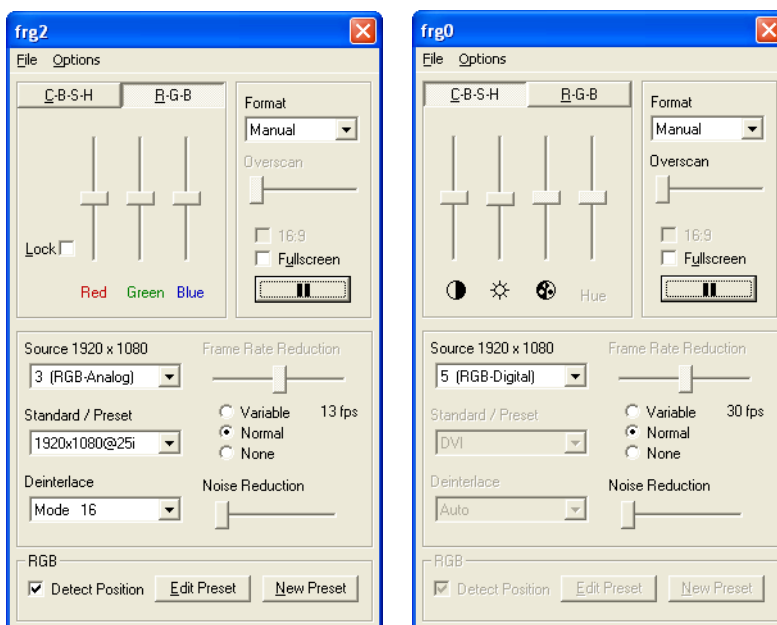 frg2
File Options
C-B-S-H R-G-B
Format
Manual
Overscan
16:9
Lock
Fullscreen
Red Green Blue
Source 1920 x 1080
Frame Rate Reduction
3 (RGB-Analog)
Standard / Preset
Variable 13 fps
1920x1080@25i
Normal
None
Deinterlace
Noise Reduction
Mode 16
RGB
Detect Position Edit Preset New Preset
frg0
File Options
C-B-S-H R-G-B
Format
Manual
Overscan
16:9
Fullscreen
Hue
Source 1920 x 1080
Frame Rate Reduction
5 (RGB-Digital)
Standard / Preset
Variable 30 fps
DVI
Normal
None
Deinterlace
Noise Reduction
Auto
RGB
Detect Position Edit Preset New Preset